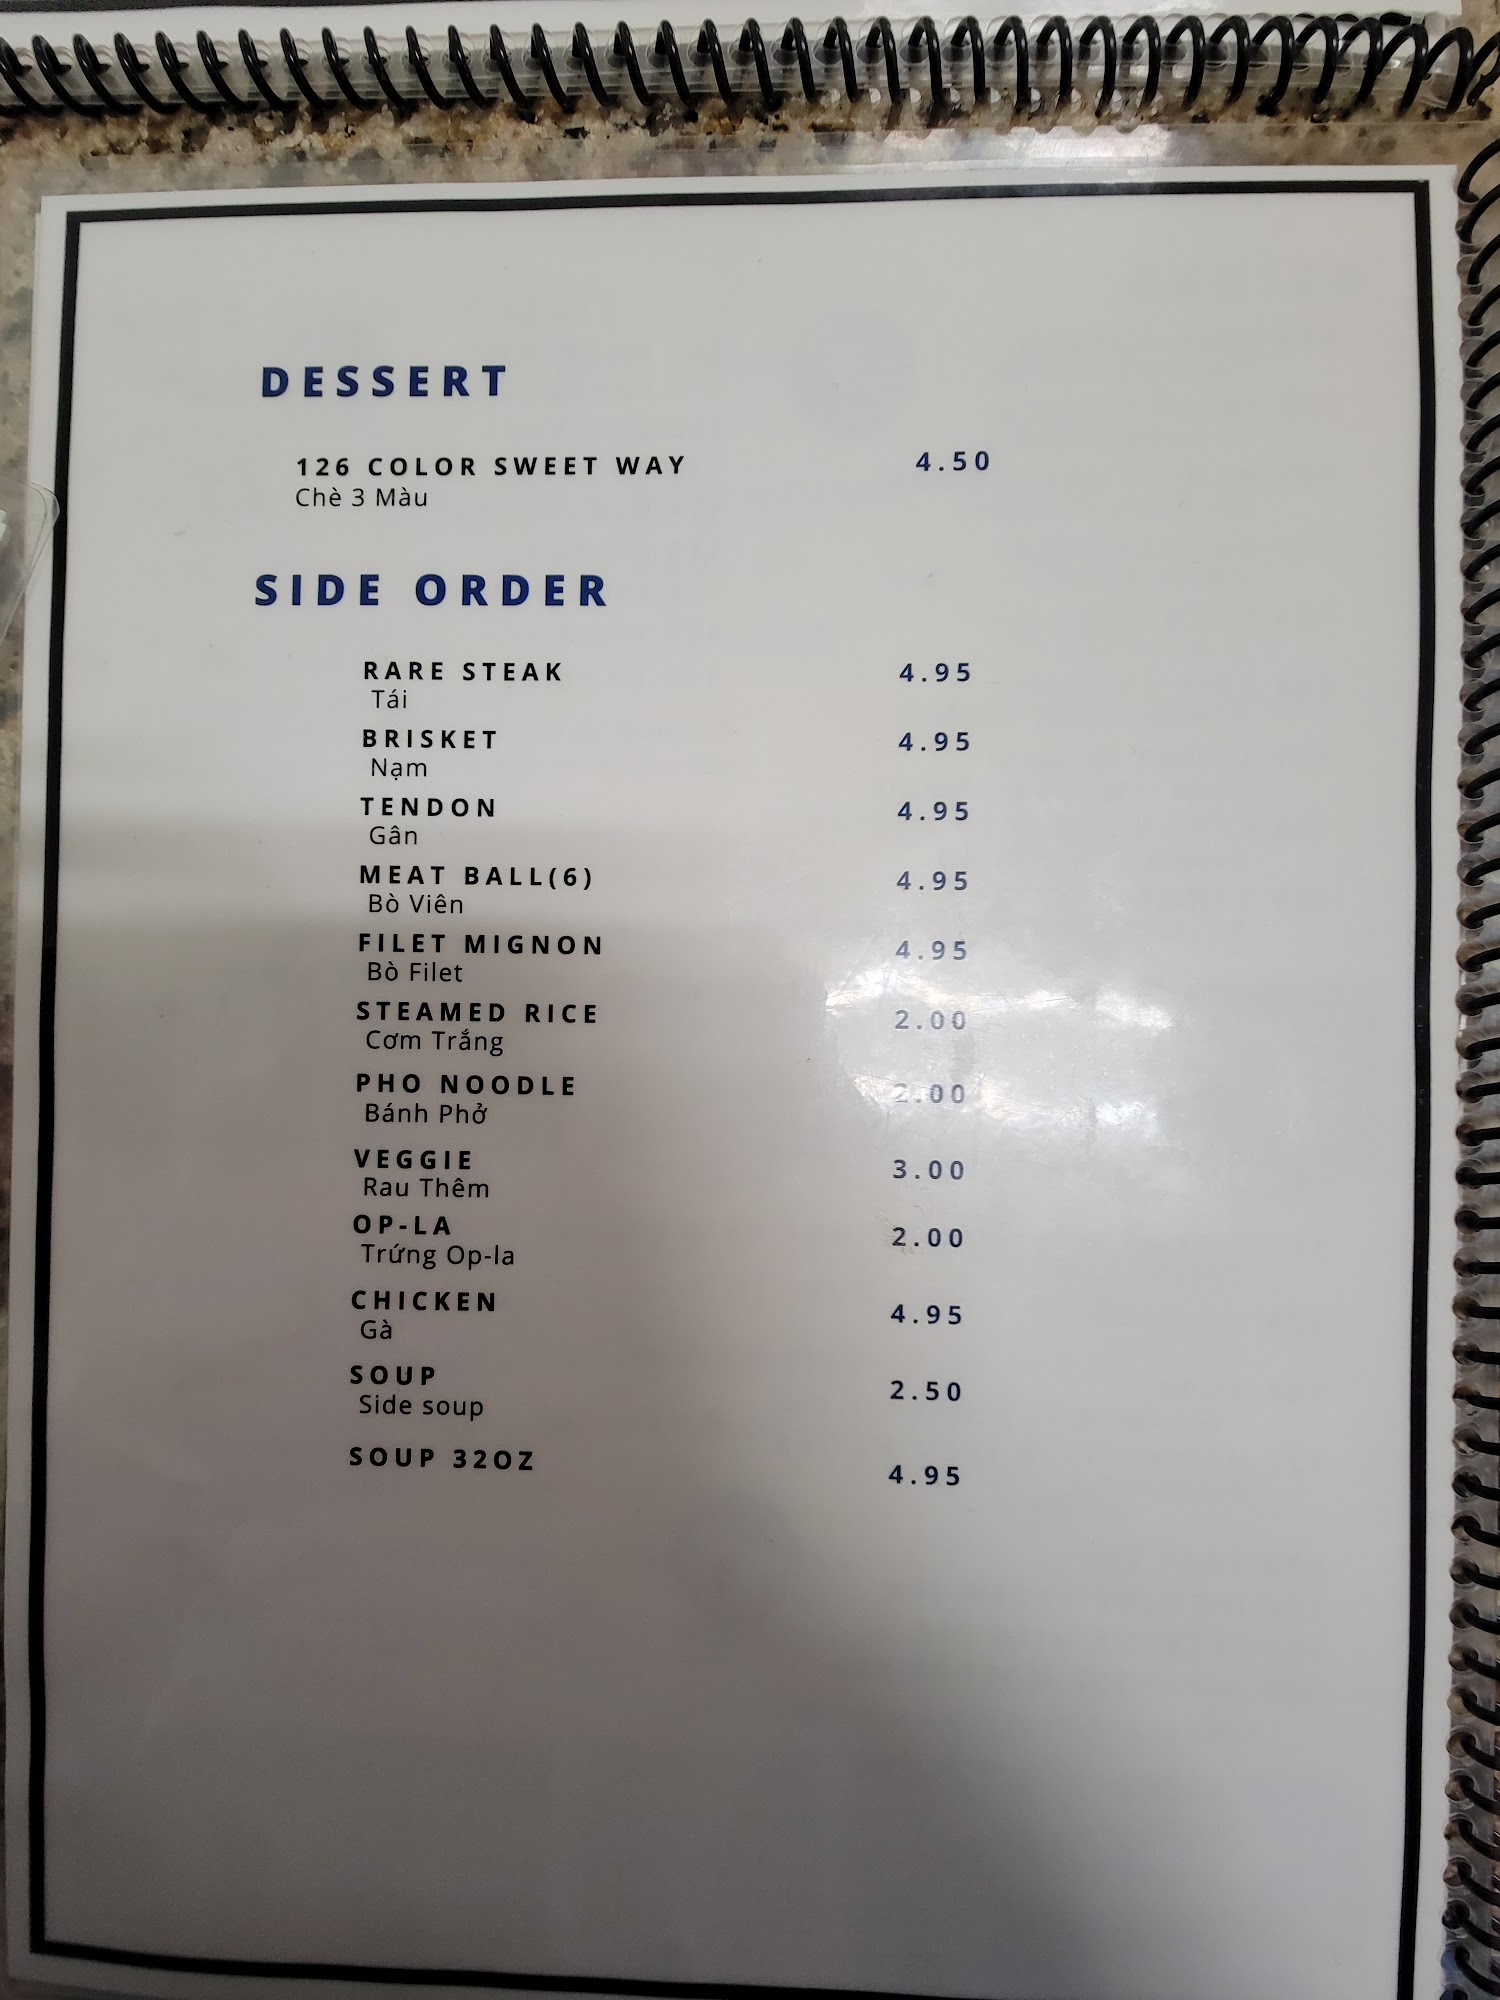 DESSERT
126 COLOR SWEET WAY 4.50
Chè 3 Màu
SIDE ORDER
RARE STEAK 4.95
Tái
BRISKET 4.95
Nạm
TENDON 4.95
Gân
MEAT BALL(6) 4.95
Bò Viên
FILET MIGNON 4.95
Bò Filet
STEAMED RICE 2.00
Cơm Trắng
PHO NOODLE 2.00
Bánh Phở
VEGGIE 3.00
Rau Thêm
OP-LA 2.00
Trứng Op-la
CHICKEN 4.95
Gà
SOUP 2.50
Side soup
SOUP 32OZ 4.95